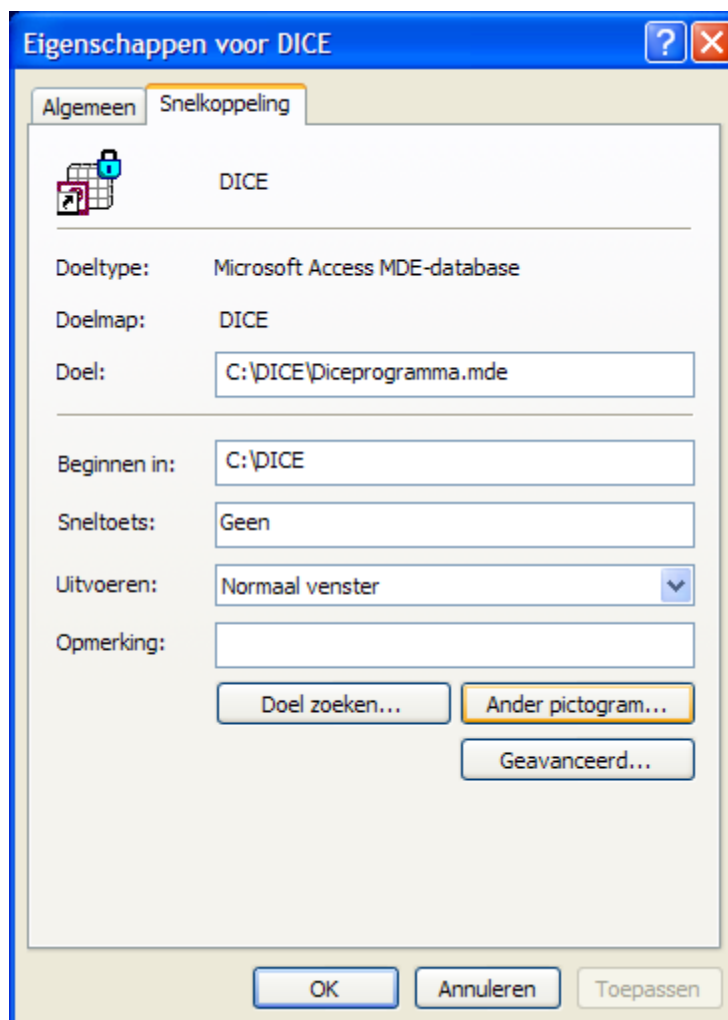 Eigenschappen voor DICE
?
Algemeen
Snelkoppeling
DICE
Doeltype: Microsoft Access MDE-database
Doelmap: DICE
Doel: C:\DICE\Diceprogramma.mde
Beginnen in: C:\DICE
Sneltoets: Geen
Uitvoeren: Normaal venster
Opmerking:
Doel zoeken... Ander pictogram...
Geavanceerd...
OK Annuleren Toepassen